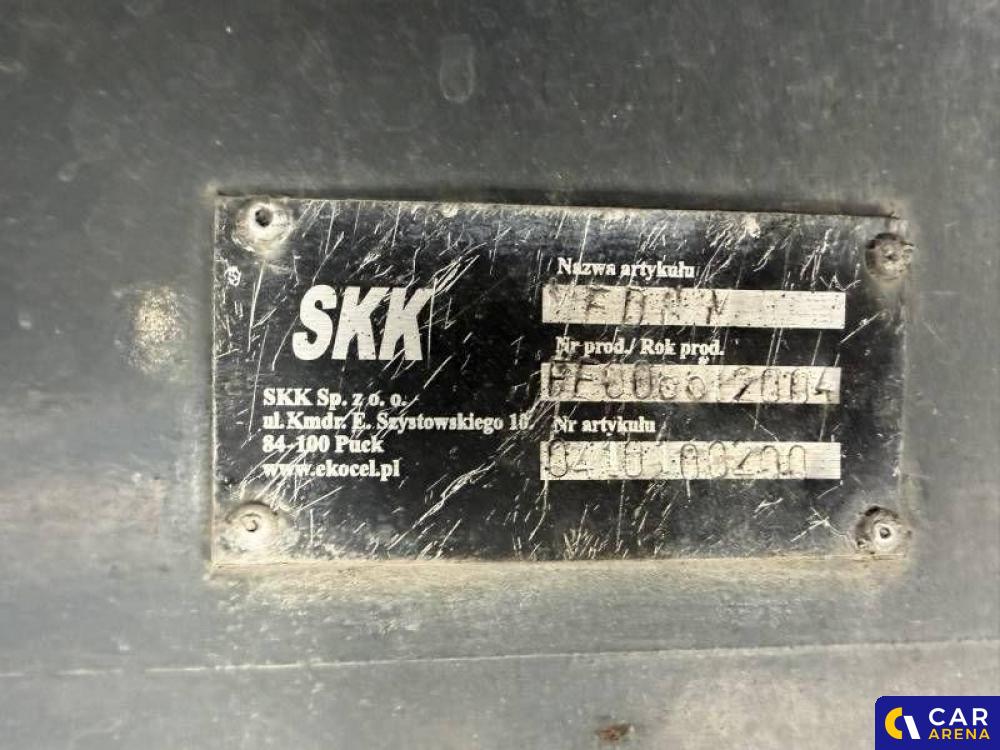 SKK
SKK Sp. z o. o.
ul. Kmdr. E. Szystowskiego 10.
84-100 Puck
www.ekocel.pl
Nazwa artykułu
Nr prod./ Rok prod.
2004
Nr artykułu
CAR
ARENA